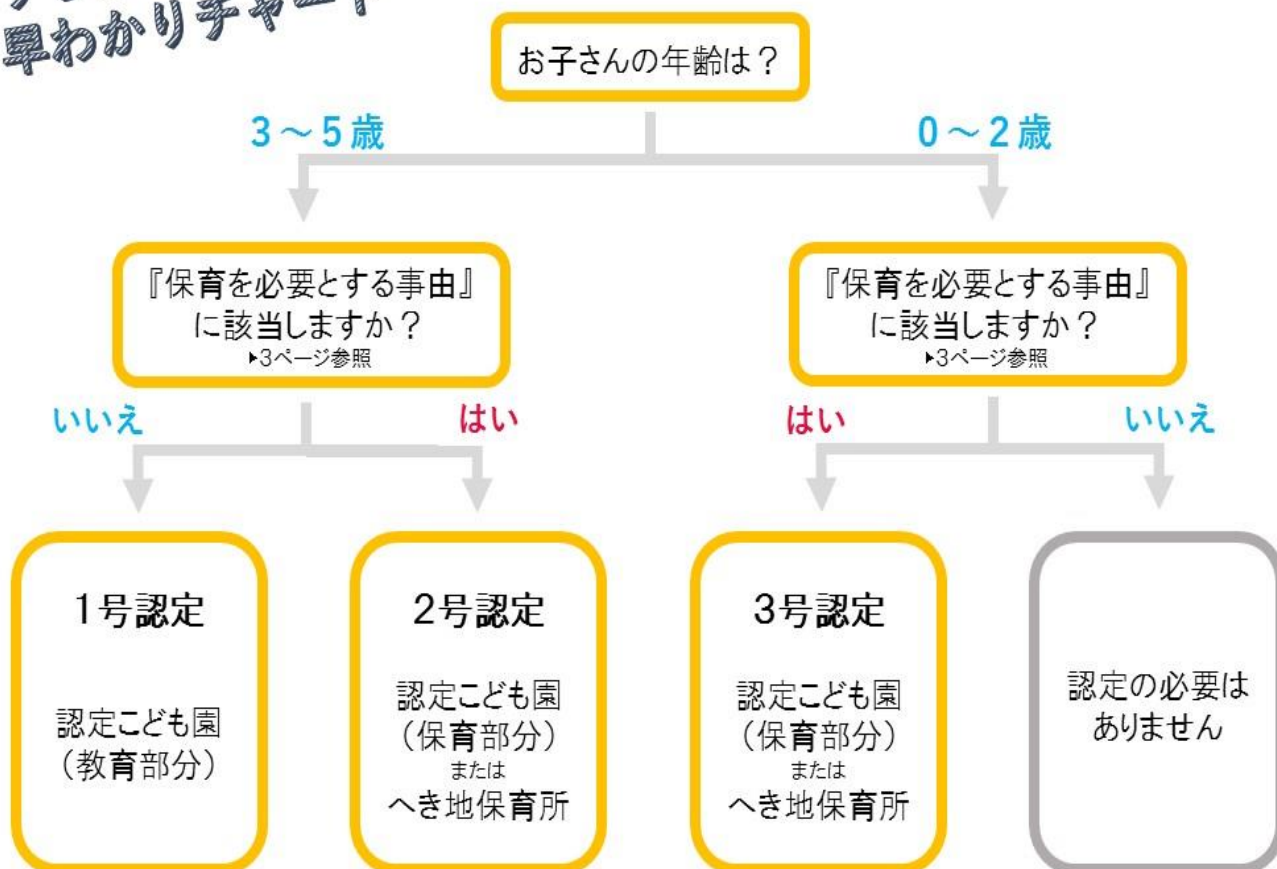 早わかりチャート
お子さんの年齢は？
3～5歳
0～2歳
『保育を必要とする事由』
に該当しますか？
▶3ページ参照
『保育を必要とする事由』
に該当しますか？
▶3ページ参照
いいえ
はい
はい
いいえ
1号認定
認定こども園
（教育部分）
2号認定
認定こども園
（保育部分）
または
へき地保育所
3号認定
認定こども園
（保育部分）
または
へき地保育所
認定の必要は
ありません